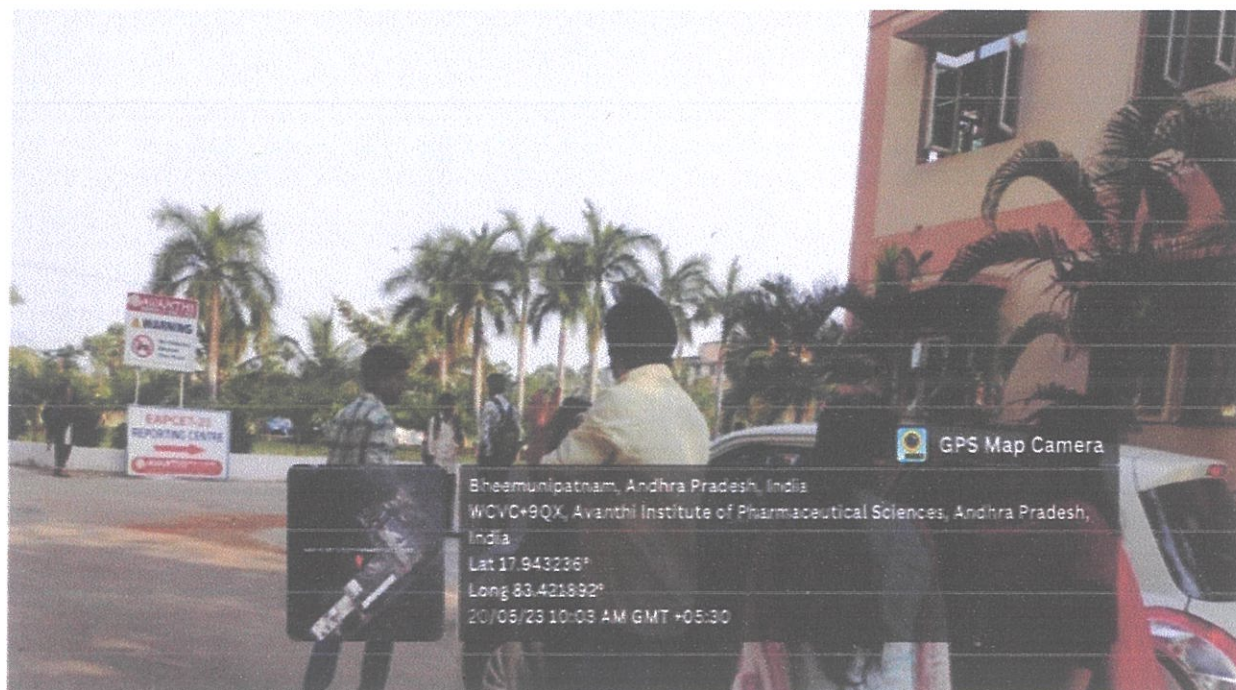 AVANTHI
WARNING
EAPCET-23
REPORTING CENTRE
GPS Map Camera
Bheemunipatnam, Andhra Pradesh, India
WCVC+9QX, Avanthi Institute of Pharmaceutical Sciences, Andhra Pradesh,
India
Lat 17.943236°
Long 83.421892°
20/05/23 10:03 AM GMT +05:30